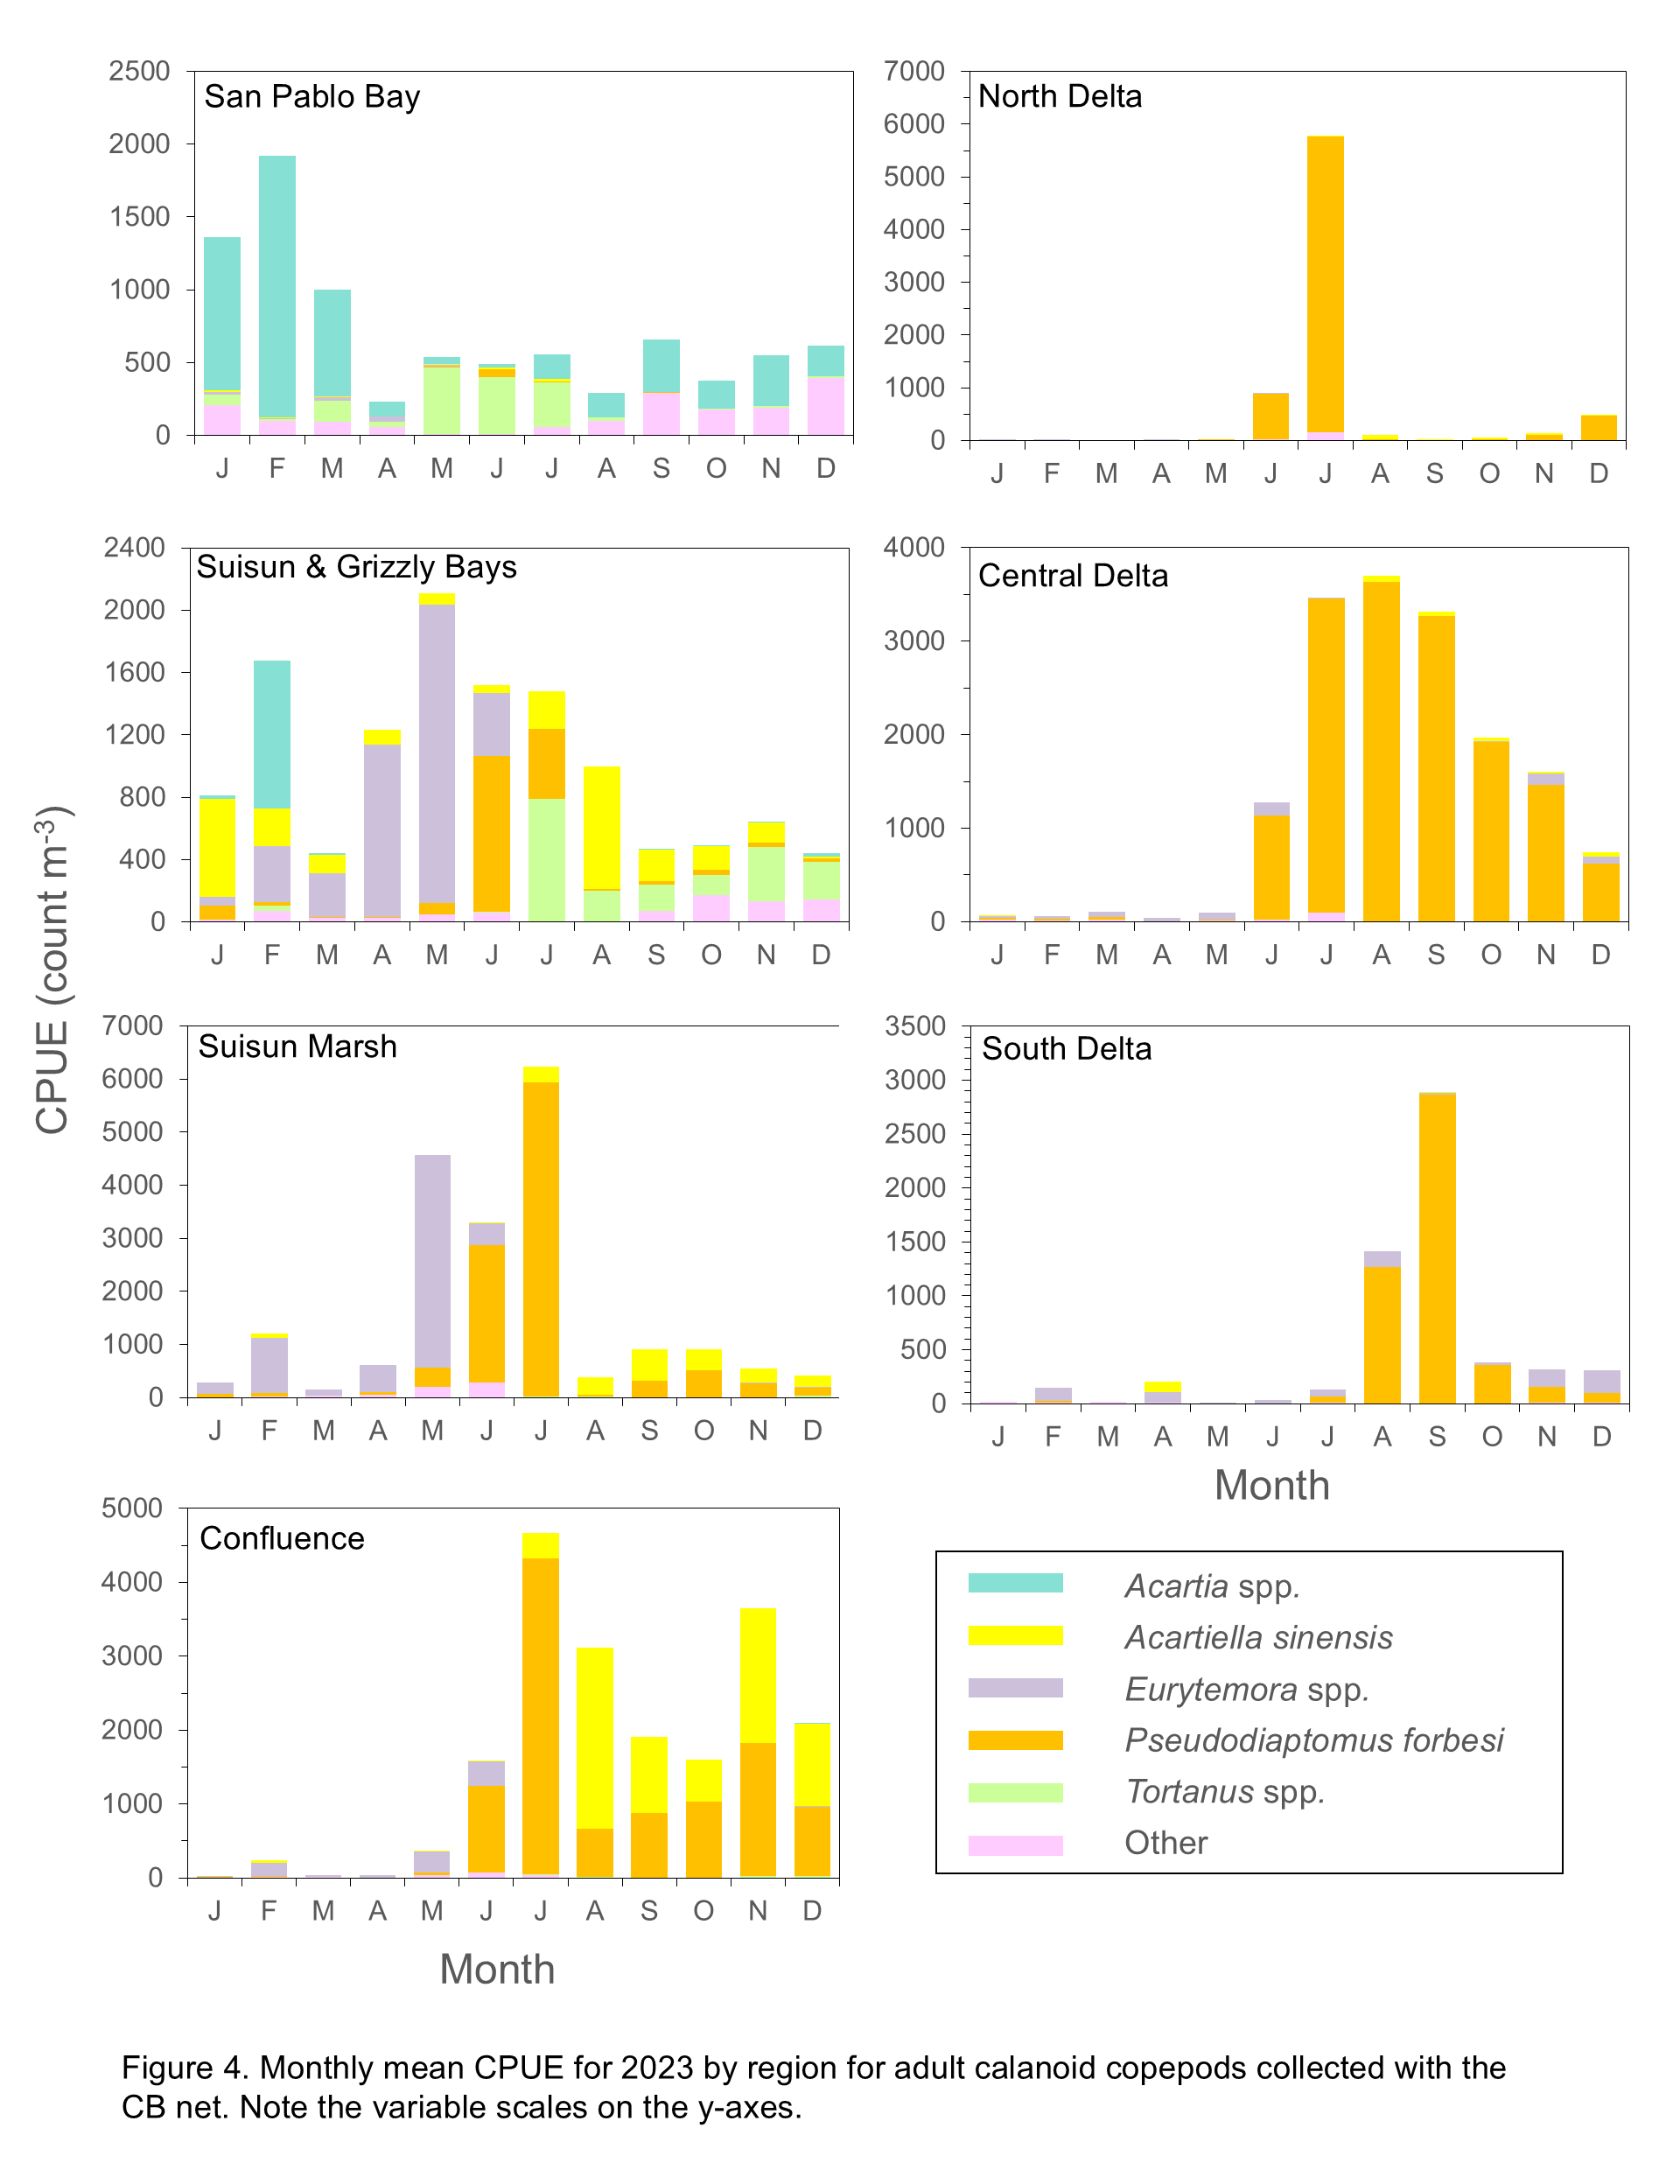 2500
San Pablo Bay
2000
1500
1000
500
0
J F M A M J J A S O N D
7000
North Delta
6000
5000
4000
3000
2000
1000
0
J F M A M J J A S O N D
2400
Suisun & Grizzly Bays
2000
1600
1200
800
400
0
J F M A M J J A S O N D
4000
Central Delta
3000
2000
1000
0
J F M A M J J A S O N D
CPUE (count m-3)
7000
Suisun Marsh
6000
5000
4000
3000
2000
1000
0
J F M A M J J A S O N D
3500
South Delta
3000
2500
2000
1500
1000
500
0
J F M A M J J A S O N D
Month
5000
Confluence
4000
3000
2000
1000
0
J F M A M J J A S O N D
Month
Acartia spp.
Acartiella sinensis
Eurytemora spp.
Pseudodiaptomus forbesi
Tortanus spp.
Other
Figure 4. Monthly mean CPUE for 2023 by region for adult calanoid copepods collected with the
CB net. Note the variable scales on the y-axes.